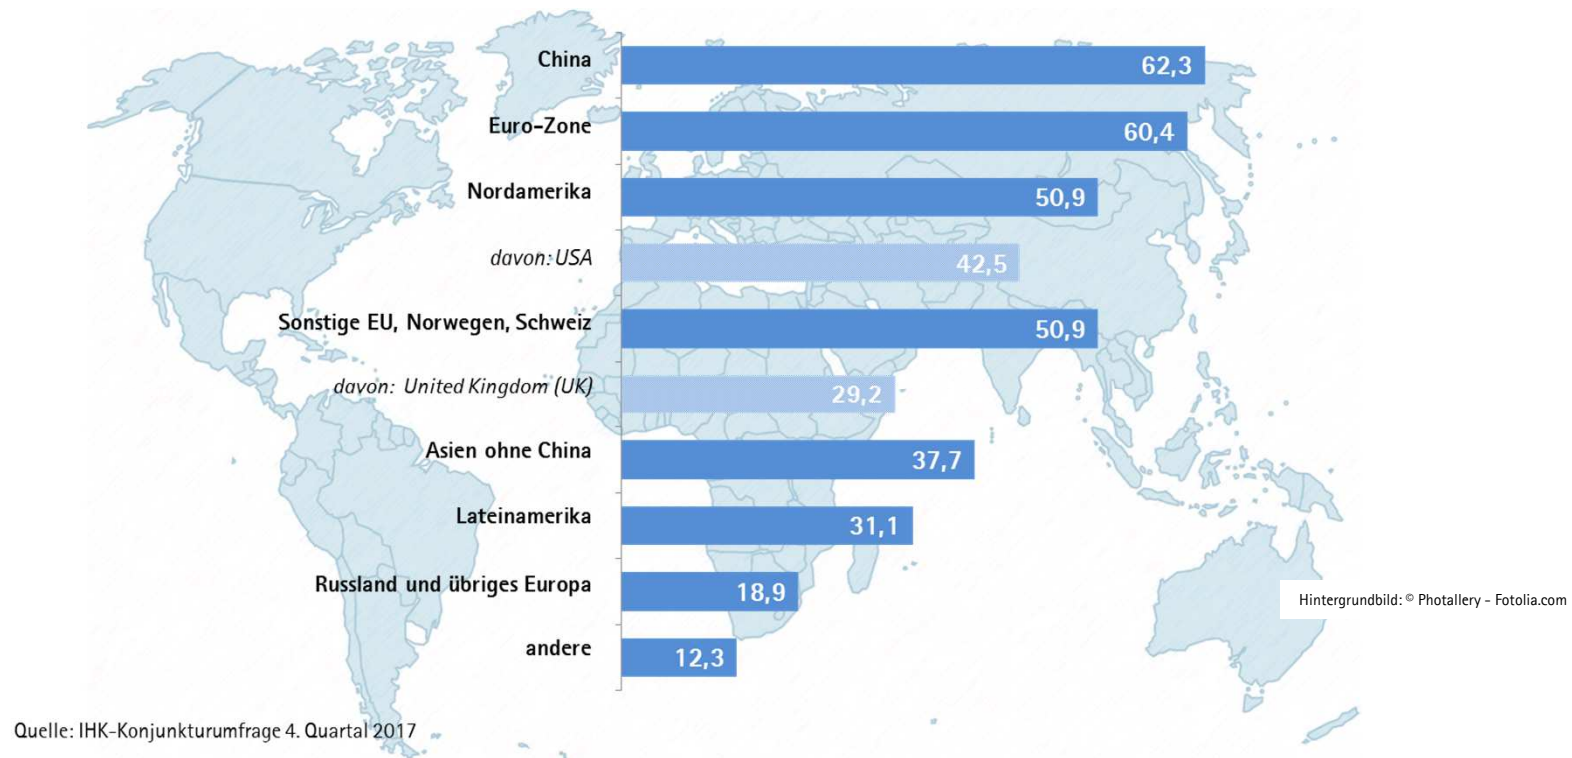 China 62,3
Euro-Zone 60,4
Nordamerika 50,9
davon: USA 42,5
Sonstige EU, Norwegen, Schweiz 50,9
davon: United Kingdom (UK) 29,2
Asien ohne China 37,7
Lateinamerika 31,1
Russland und übriges Europa 18,9
Hintergrundbild: © Photallery - Fotolia.com
andere 12,3
Quelle: IHK-Konjunkturumfrage 4. Quartal 2017